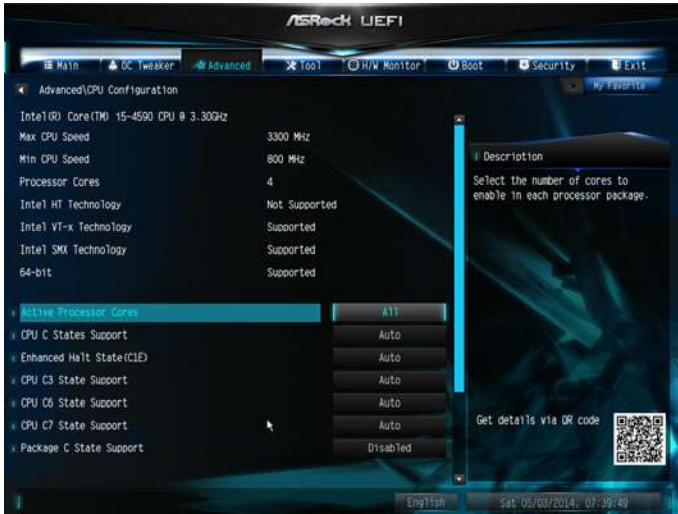 ASRock UEFI
Main OC Tweaker Advanced Tool H/W Monitor Boot Security Exit
Advanced\CPU Configuration
My Favorite
Intel(R) Core(TM) i5-4590 CPU @ 3.30GHz
Max CPU Speed 3300 MHz
Min CPU Speed 800 MHz
Processor Cores 4
Intel HT Technology Not Supported
Intel VT-x Technology Supported
Intel SMX Technology Supported
64-bit Supported
Active Processor Cores All
CPU C States Support Auto
Enhanced Halt State(C1E) Auto
CPU C3 State Support Auto
CPU C6 State Support Auto
CPU C7 State Support Auto
Package C State Support Disabled
Description
Select the number of cores to
enable in each processor package.
Get details via QR code
English
Sat 05/03/2014, 07:39:49